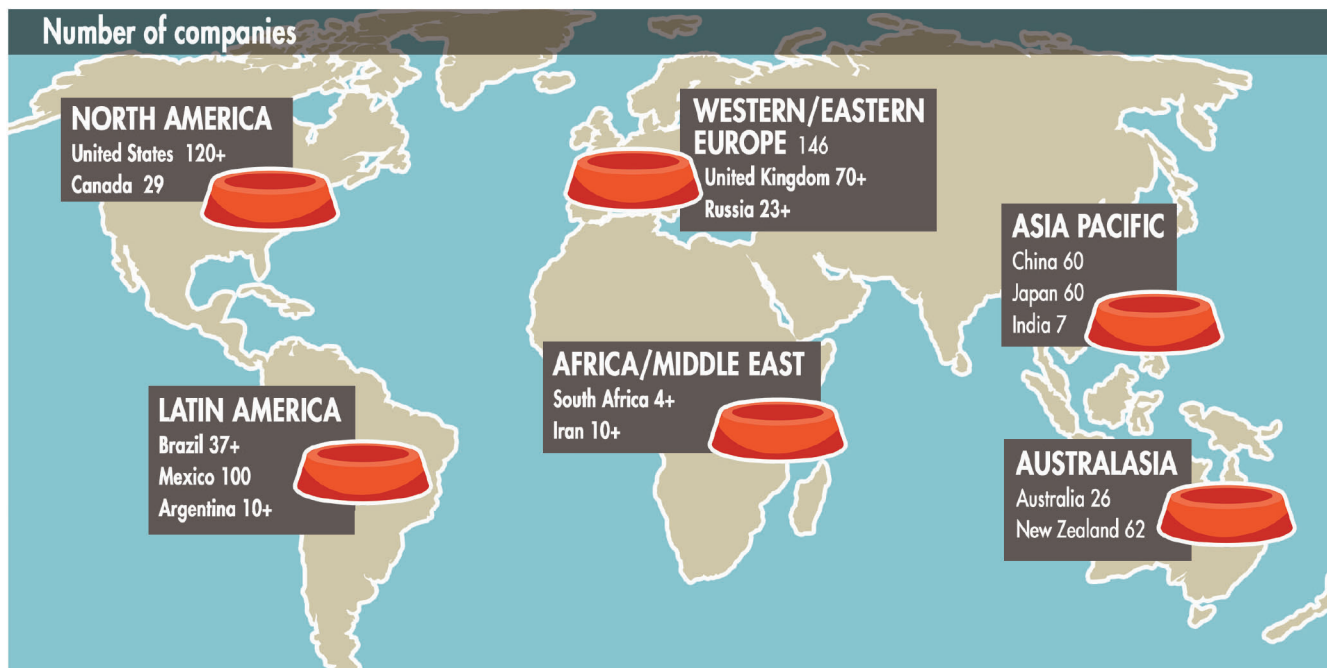 Number of companies
NORTH AMERICA
United States 120+
Canada 29
WESTERN/EASTERN
EUROPE 146
United Kingdom 70+
Russia 23+
ASIA PACIFIC
China 60
Japan 60
India 7
AFRICA/MIDDLE EAST
South Africa 4+
Iran 10+
LATIN AMERICA
Brazil 37+
Mexico 100
Argentina 10+
AUSTRALASIA
Australia 26
New Zealand 62